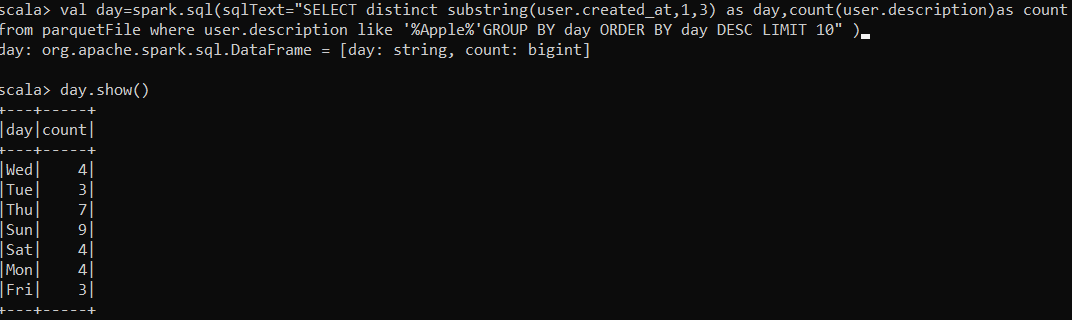 scala> val day=spark.sql(sqlText="SELECT distinct substring(user.created_at,1,3) as day,count(user.description)as count
from parquetFile where user.description like '%Apple%'GROUP BY day ORDER BY day DESC LIMIT 10" )_
day: org.apache.spark.sql.DataFrame = [day: string, count: bigint]
scala> day.show()
+---+-----+
|day|count|
+---+-----+
|Wed|    4|
|Tue|    3|
|Thu|    7|
|Sun|    9|
|Sat|    4|
|Mon|    4|
|Fri|    3|
+---+-----+